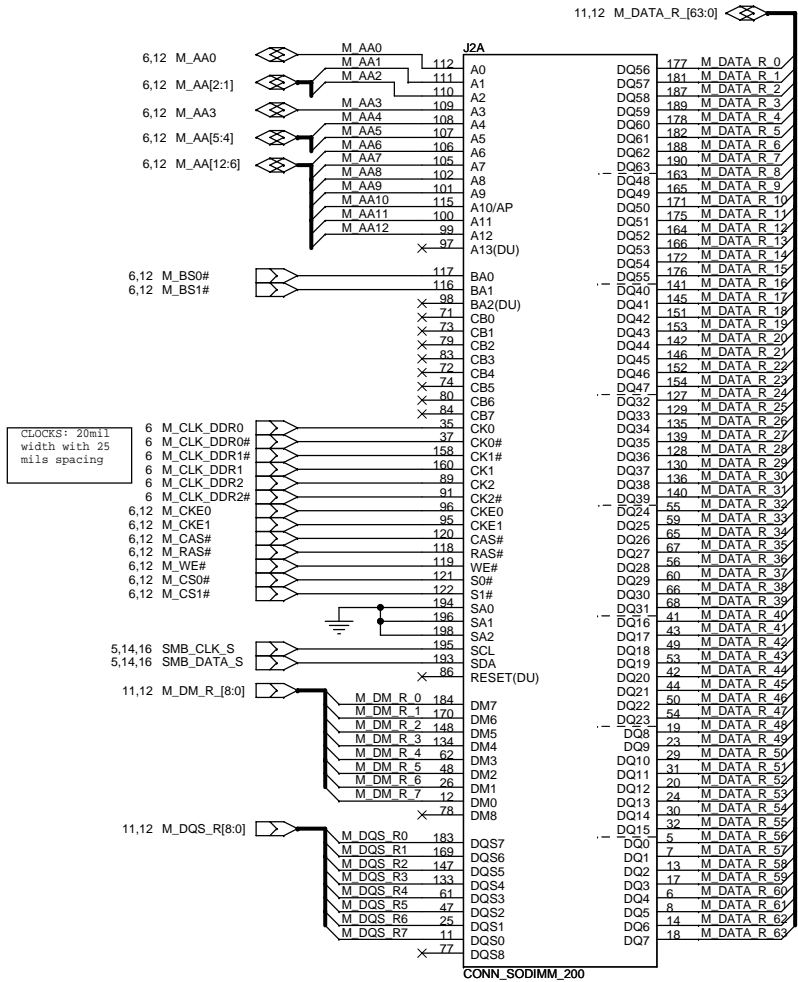 11,12 M_DATA_R_[63:0]
J2A
6,12 M_AA0
6,12 M_AA[2:1]
6,12 M_AA3
6,12 M_AA[5:4]
6,12 M_AA[12:6]
M_AA0 112 A0
M_AA1 111 A1
M_AA2 110 A2
M_AA3 109 A3
M_AA4 108 A4
M_AA5 107 A5
M_AA6 106 A6
M_AA7 105 A7
M_AA8 102 A8
M_AA9 101 A9
M_AA10 115 A10/AP
M_AA11 100 A11
M_AA12 99 A12
97 A13(DU)
6,12 M_BS0# 117 BA0
6,12 M_BS1# 116 BA1
98 BA2(DU)
71 CB0
73 CB1
79 CB2
83 CB3
72 CB4
74 CB5
80 CB6
84 CB7
CLOCKS: 20mil
width with 25
mils spacing
6 M_CLK_DDR0 35 CK0
6 M_CLK_DDR0# 37 CK0#
6 M_CLK_DDR1# 158 CK1#
6 M_CLK_DDR1 160 CK1
6 M_CLK_DDR2 89 CK2
6 M_CLK_DDR2# 91 CK2#
6,12 M_CKE0 96 CKE0
6,12 M_CKE1 95 CKE1
6,12 M_CAS# 120 CAS#
6,12 M_RAS# 118 RAS#
6,12 M_WE# 119 WE#
6,12 M_CS0# 121 S0#
6,12 M_CS1# 122 S1#
194 SA0
196 SA1
198 SA2
5,14,16 SMB_CLK_S 195 SCL
5,14,16 SMB_DATA_S 193 SDA
86 RESET(DU)
11,12 M_DM_R_[8:0]
M_DM_R_0 184 DM7
M_DM_R_1 170 DM6
M_DM_R_2 148 DM5
M_DM_R_3 134 DM4
M_DM_R_4 62 DM3
M_DM_R_5 48 DM2
M_DM_R_6 26 DM1
M_DM_R_7 12 DM0
78 DM8
11,12 M_DQS_R[8:0]
M_DQS_R0 183 DQS7
M_DQS_R1 169 DQS6
M_DQS_R2 147 DQS5
M_DQS_R3 133 DQS4
M_DQS_R4 61 DQS3
M_DQS_R5 47 DQS2
M_DQS_R6 25 DQS1
M_DQS_R7 11 DQS0
77 DQS8
DQ56 177 M_DATA_R_0
DQ57 181 M_DATA_R_1
DQ58 187 M_DATA_R_2
DQ59 189 M_DATA_R_3
DQ60 178 M_DATA_R_4
DQ61 182 M_DATA_R_5
DQ62 188 M_DATA_R_6
DQ63 190 M_DATA_R_7
DQ48 163 M_DATA_R_8
DQ49 165 M_DATA_R_9
DQ50 171 M_DATA_R_10
DQ51 175 M_DATA_R_11
DQ52 164 M_DATA_R_12
DQ53 166 M_DATA_R_13
DQ54 172 M_DATA_R_14
DQ55 176 M_DATA_R_15
DQ40 141 M_DATA_R_16
DQ41 145 M_DATA_R_17
DQ42 151 M_DATA_R_18
DQ43 153 M_DATA_R_19
DQ44 142 M_DATA_R_20
DQ45 146 M_DATA_R_21
DQ46 152 M_DATA_R_22
DQ47 154 M_DATA_R_23
DQ32 127 M_DATA_R_24
DQ33 129 M_DATA_R_25
DQ34 135 M_DATA_R_26
DQ35 139 M_DATA_R_27
DQ36 128 M_DATA_R_28
DQ37 130 M_DATA_R_29
DQ38 136 M_DATA_R_30
DQ39 140 M_DATA_R_31
DQ24 55 M_DATA_R_32
DQ25 59 M_DATA_R_33
DQ26 65 M_DATA_R_34
DQ27 67 M_DATA_R_35
DQ28 56 M_DATA_R_36
DQ29 60 M_DATA_R_37
DQ30 66 M_DATA_R_38
DQ31 68 M_DATA_R_39
DQ16 41 M_DATA_R_40
DQ17 43 M_DATA_R_41
DQ18 49 M_DATA_R_42
DQ19 53 M_DATA_R_43
DQ20 42 M_DATA_R_44
DQ21 44 M_DATA_R_45
DQ22 50 M_DATA_R_46
DQ23 54 M_DATA_R_47
DQ8 19 M_DATA_R_48
DQ9 23 M_DATA_R_49
DQ10 29 M_DATA_R_50
DQ11 31 M_DATA_R_51
DQ12 20 M_DATA_R_52
DQ13 24 M_DATA_R_53
DQ14 30 M_DATA_R_54
DQ15 32 M_DATA_R_55
DQ0 5 M_DATA_R_56
DQ1 7 M_DATA_R_57
DQ2 13 M_DATA_R_58
DQ3 17 M_DATA_R_59
DQ4 6 M_DATA_R_60
DQ5 8 M_DATA_R_61
DQ6 14 M_DATA_R_62
DQ7 18 M_DATA_R_63
CONN_SODIMM_200